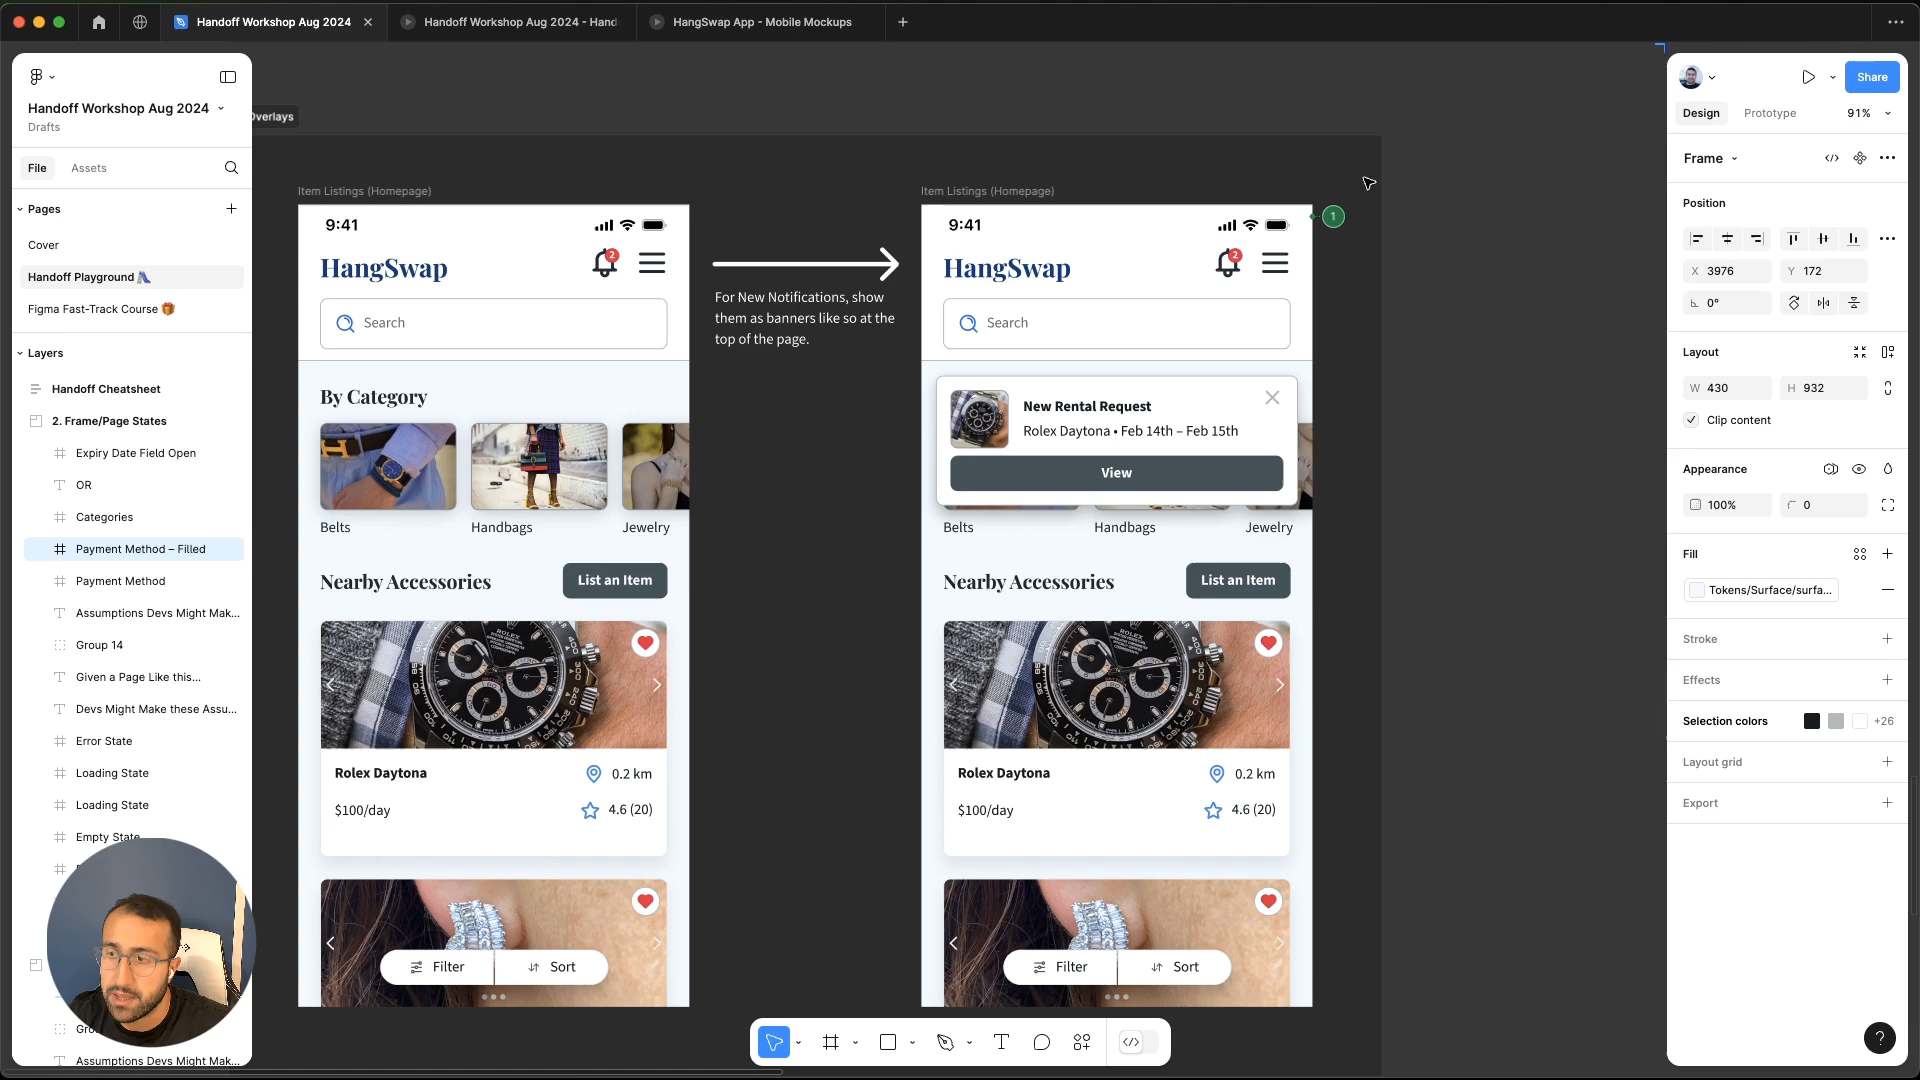 Handoff Workshop Aug 2024
Handoff Workshop Aug 2024 - Hand
HangSwap App - Mobile Mockups
Handoff Workshop Aug 2024
Drafts
File
Assets
Pages
Cover
Handoff Playground
Figma Fast-Track Course
Layers
Handoff Cheatsheet
2. Frame/Page States
Expiry Date Field Open
OR
Categories
Payment Method – Filled
Payment Method
Assumptions Devs Might Mak...
Group 14
Given a Page Like this...
Devs Might Make these Assu...
Error State
Loading State
Loading State
Empty State
Gro
Assumptions Devs Might Mak...
Overlays
Item Listings (Homepage)
9:41
HangSwap
2
Search
By Category
Belts
Handbags
Jewelry
Nearby Accessories
List an Item
ROLEX
Rolex Daytona
0.2 km
$100/day
4.6 (20)
Filter
Sort
For New Notifications, show
them as banners like so at the
top of the page.
Item Listings (Homepage)
9:41
1
HangSwap
2
Search
New Rental Request
Rolex Daytona • Feb 14th – Feb 15th
View
Belts
Handbags
Jewelry
Nearby Accessories
List an Item
ROLEX
Rolex Daytona
0.2 km
$100/day
4.6 (20)
Filter
Sort
Share
Design
Prototype
91%
Frame
Position
X 3976
Y 172
0°
Layout
W 430
H 932
Clip content
Appearance
100%
0
Fill
Tokens/Surface/surfa...
Stroke
Effects
Selection colors
+26
Layout grid
Export
?